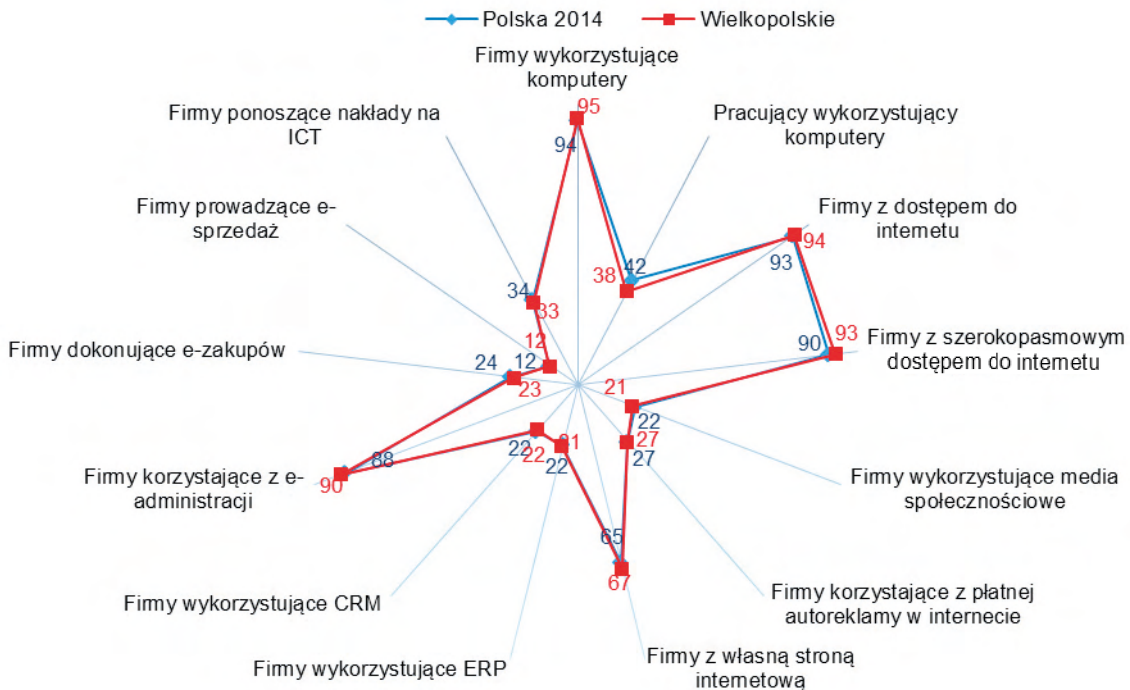 Polska 2014
Wielkopolskie
Firmy wykorzystujące
komputery
95
94
Pracujący wykorzystujący
komputery
42
38
Firmy z dostępem do
internetu
94
93
Firmy z szerokopasmowym
dostępem do internetu
93
90
Firmy wykorzystujące media
społecznościowe
21
22
Firmy korzystające z płatnej
autoreklamy w internecie
27
27
Firmy z własną stroną
internetową
65
67
Firmy wykorzystujące ERP
21
22
Firmy wykorzystujące CRM
22
22
Firmy korzystające z e-
administracji
88
90
Firmy dokonujące e-zakupów
24
23
Firmy prowadzące e-
sprzedaż
12
12
Firmy ponoszące nakłady na
ICT
34
33